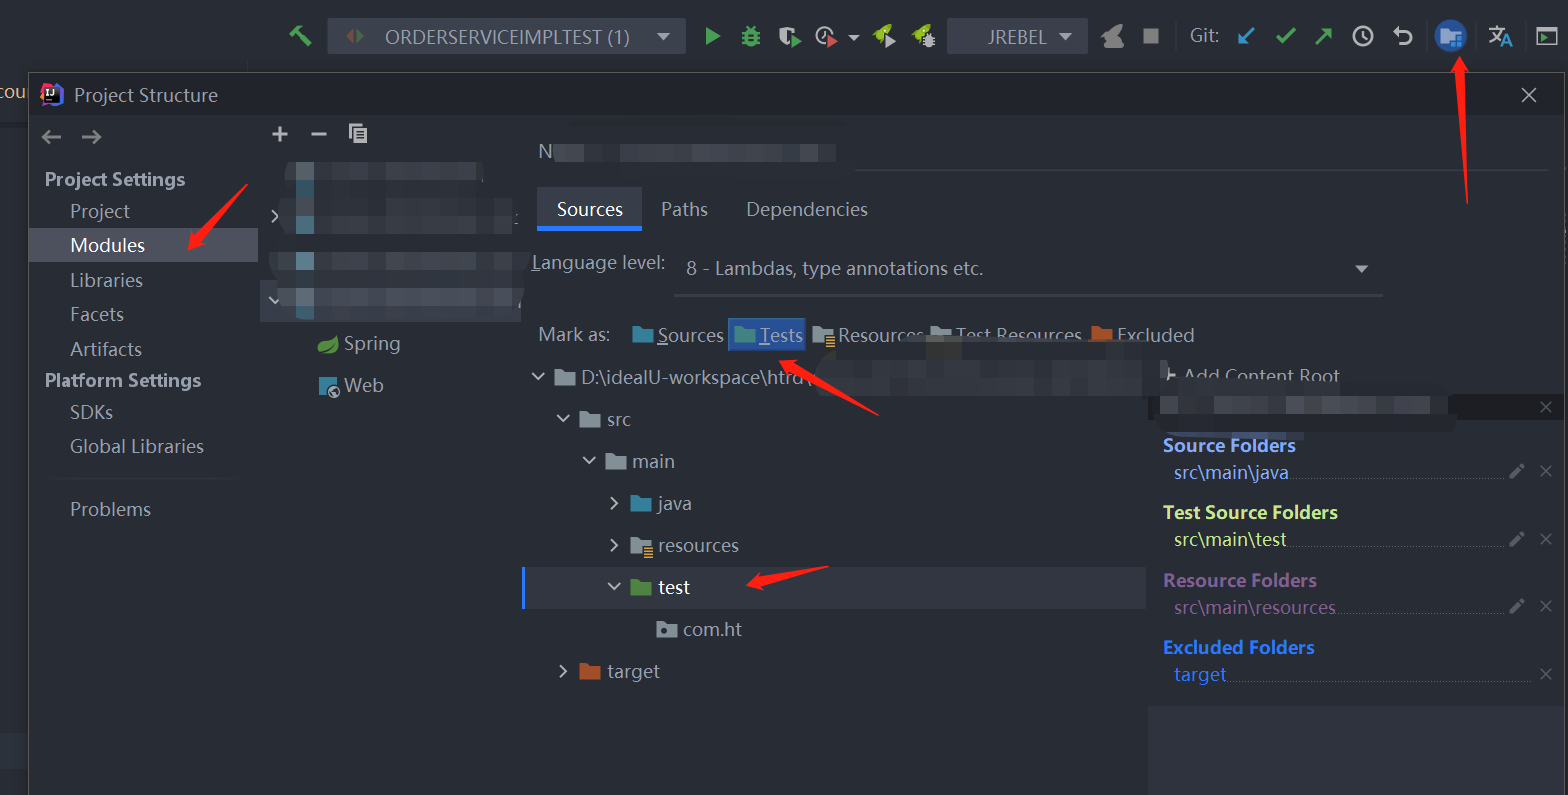 ORDERSERVICEIMPLTEST (1)
JREBEL
Git:
cou
Project Structure
Project Settings
Project
Modules
Libraries
Facets
Artifacts
Platform Settings
SDKs
Global Libraries
Problems
Spring
Web
N
Sources
Paths
Dependencies
Language level:
8 - Lambdas, type annotations etc.
Mark as:
Sources
Tests
Resources
Test Resources
Excluded
D:\ideaIU-workspace\htrd\
src
main
java
resources
test
com.ht
target
+ Add Content Root
Source Folders
src\main\java
Test Source Folders
src\main\test
Resource Folders
src\main\resources
Excluded Folders
target